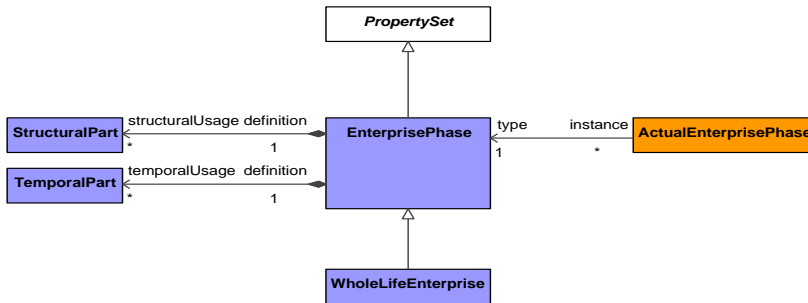 PropertySet
structuralUsage definition
StructuralPart
EnterprisePhase
type instance
ActualEnterprisePhase
* 1
1 *
temporalUsage definition
TemporalPart
* 1
WholeLifeEnterprise